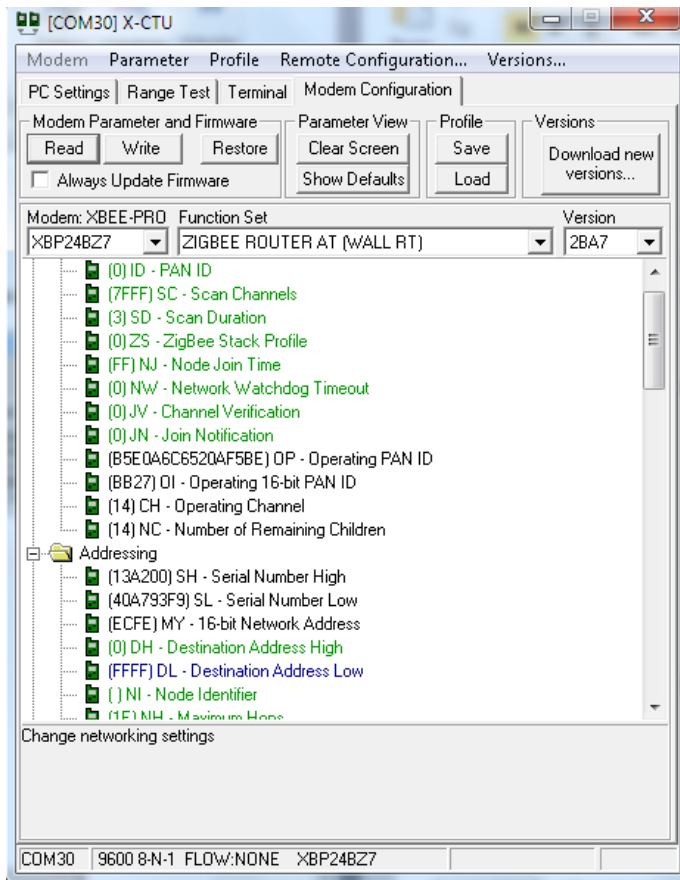 [COM30] X-CTU
Modem Parameter Profile Remote Configuration... Versions...
PC Settings Range Test Terminal Modem Configuration
Modem Parameter and Firmware Parameter View Profile Versions
Read Write Restore Clear Screen Save Download new versions...
Always Update Firmware Show Defaults Load
Modem: XBEE-PRO Function Set Version
XBP24BZ7 ZIGBEE ROUTER AT (WALL RT) 2BA7
(0) ID - PAN ID
(7FFF) SC - Scan Channels
(3) SD - Scan Duration
(0) ZS - ZigBee Stack Profile
(FF) NJ - Node Join Time
(0) NW - Network Watchdog Timeout
(0) JV - Channel Verification
(0) JN - Join Notification
(B5E0A6C6520AF5BE) OP - Operating PAN ID
(BB27) OI - Operating 16-bit PAN ID
(14) CH - Operating Channel
(14) NC - Number of Remaining Children
Addressing
(13A200) SH - Serial Number High
(40A793F9) SL - Serial Number Low
(ECFE) MY - 16-bit Network Address
(0) DH - Destination Address High
(FFFF) DL - Destination Address Low
( ) NI - Node Identifier
(1E) NH - Maximum Hops
Change networking settings
COM30 9600 8-N-1 FLOW:NONE XBP24BZ7